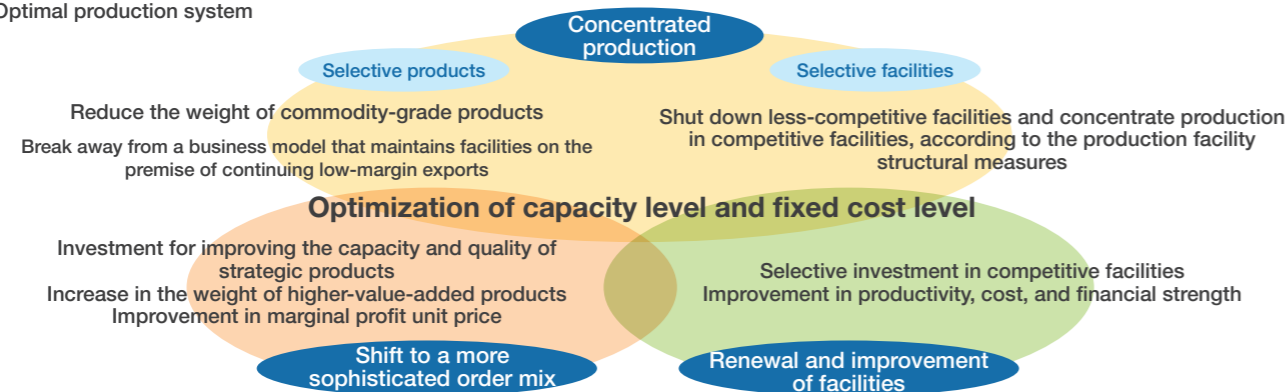 Optimal production system
Concentrated
production
Selective products
Selective facilities
Reduce the weight of commodity-grade products
Break away from a business model that maintains facilities on the
premise of continuing low-margin exports
Shut down less-competitive facilities and concentrate production
in competitive facilities, according to the production facility
structural measures
Optimization of capacity level and fixed cost level
Investment for improving the capacity and quality of
strategic products
Increase in the weight of higher-value-added products
Improvement in marginal profit unit price
Selective investment in competitive facilities
Improvement in productivity, cost, and financial strength
Shift to a more
sophisticated order mix
Renewal and improvement
of facilities